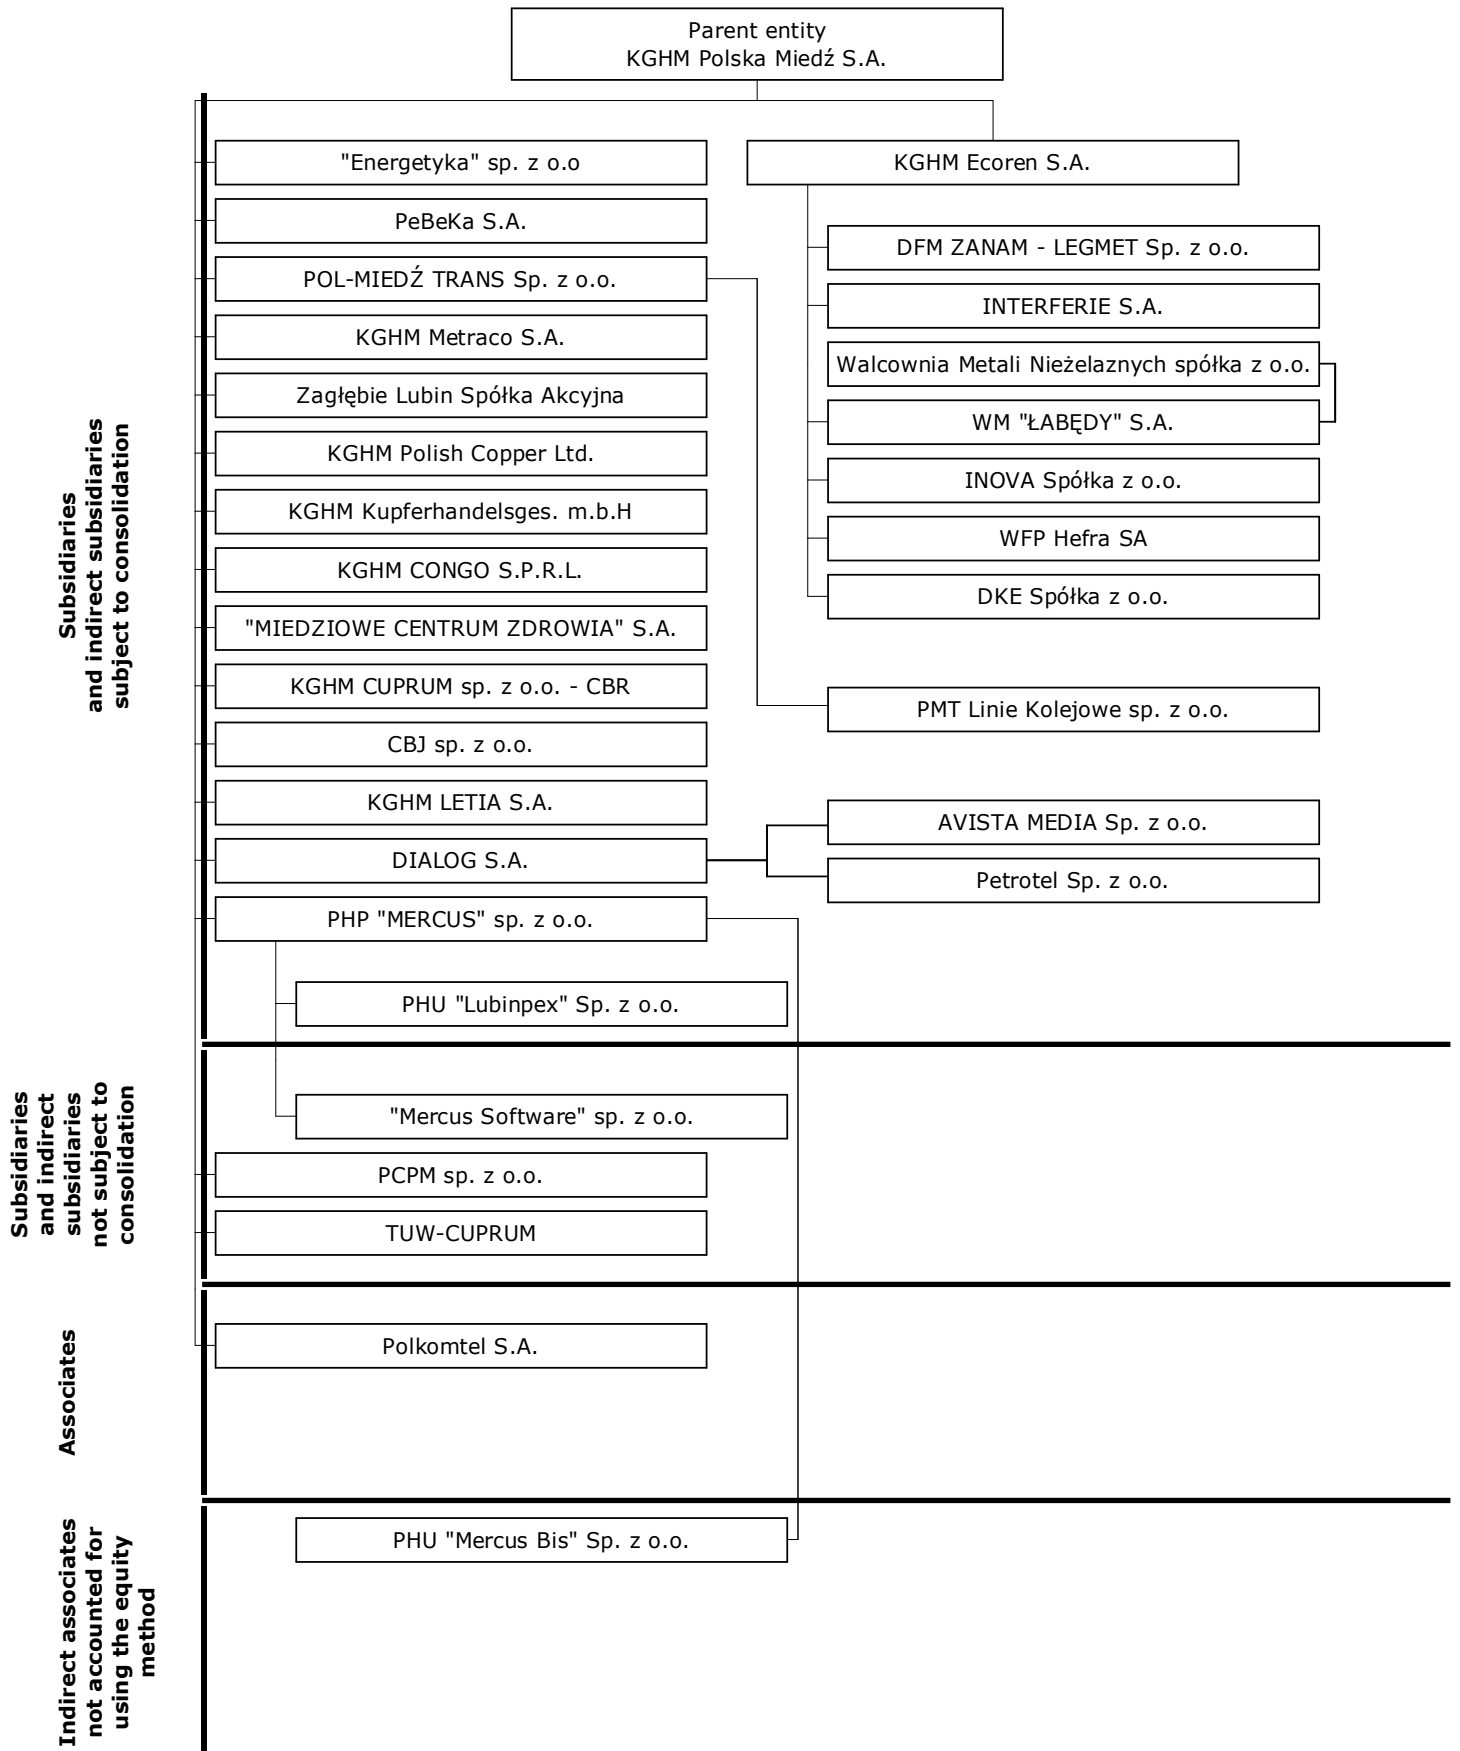 Parent entity
KGHM Polska Miedź S.A.
Subsidiaries
and indirect subsidiaries
subject to consolidation
"Energetyka" sp. z o.o
PeBeKa S.A.
POL-MIEDŹ TRANS Sp. z o.o.
KGHM Metraco S.A.
Zagłębie Lubin Spółka Akcyjna
KGHM Polish Copper Ltd.
KGHM Kupferhandelsges. m.b.H
KGHM CONGO S.P.R.L.
"MIEDZIOWE CENTRUM ZDROWIA" S.A.
KGHM CUPRUM sp. z o.o. - CBR
CBJ sp. z o.o.
KGHM LETIA S.A.
DIALOG S.A.
PHP "MERCUS" sp. z o.o.
PHU "Lubinpex" Sp. z o.o.
KGHM Ecoren S.A.
DFM ZANAM - LEGMET Sp. z o.o.
INTERFERIE S.A.
Walcownia Metali Nieżelaznych spółka z o.o.
WM "ŁABĘDY" S.A.
INOVA Spółka z o.o.
WFP Hefra SA
DKE Spółka z o.o.
PMT Linie Kolejowe sp. z o.o.
AVISTA MEDIA Sp. z o.o.
Petrotel Sp. z o.o.
Subsidiaries
and indirect
subsidiaries
not subject to
consolidation
"Mercus Software" sp. z o.o.
PCPM sp. z o.o.
TUW-CUPRUM
Associates
Polkomtel S.A.
Indirect associates
not accounted for
using the equity
method
PHU "Mercus Bis" Sp. z o.o.